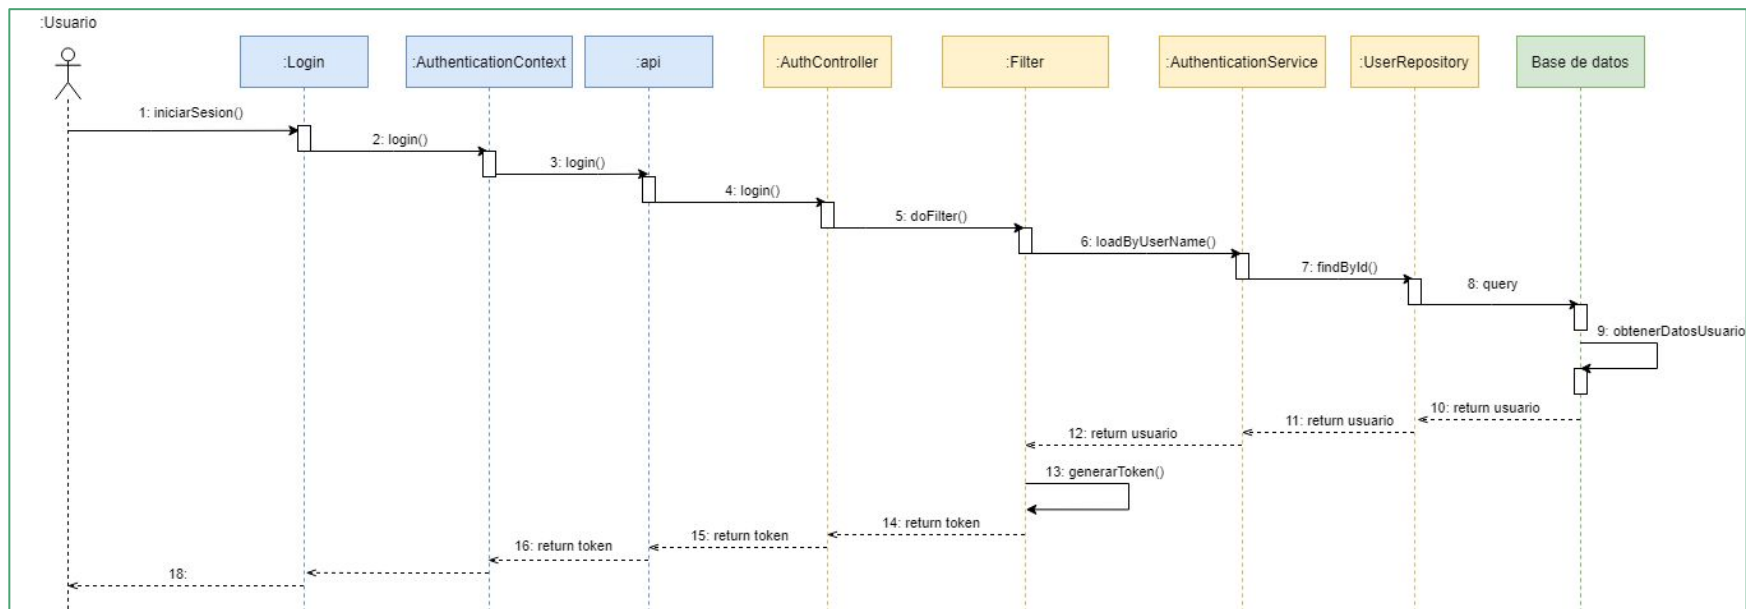 :Usuario
:Login
:AuthenticationContext
:api
:AuthController
:Filter
:AuthenticationService
:UserRepository
Base de datos
1: iniciarSesion()
2: login()
3: login()
4: login()
5: doFilter()
6: loadByUserName()
7: findById()
8: query
9: obtenerDatosUsuario
10: return usuario
11: return usuario
12: return usuario
13: generarToken()
14: return token
15: return token
16: return token
18: